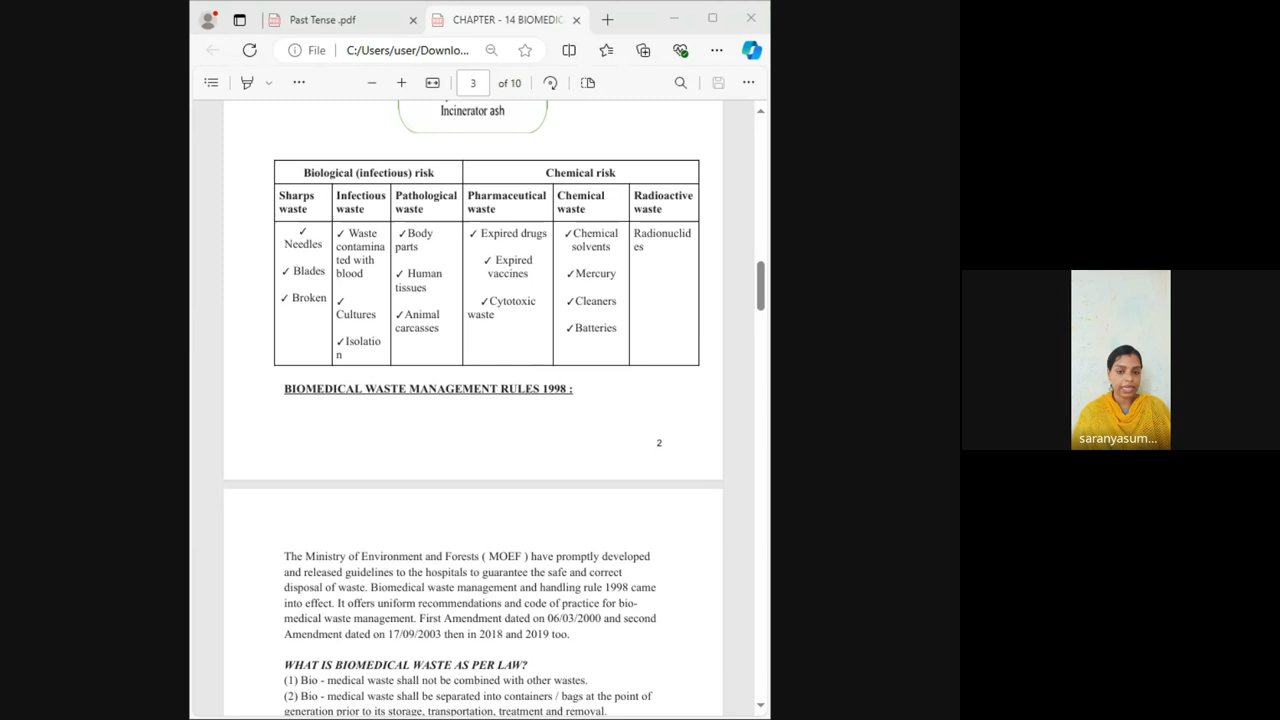 Past Tense .pdf
CHAPTER - 14 BIOMEDIC
File
C:/Users/user/Downlo...
3
of 10
Incinerator ash
Biological (infectious) risk
Chemical risk
Sharps waste
Infectious waste
Pathological waste
Pharmaceutical waste
Chemical waste
Radioactive waste
✓ Needles
✓ Blades
✓ Broken
✓ Waste
contamina
ted with
blood
✓ Cultures
✓Isolatio
n
✓Body
parts
✓ Human
tissues
✓Animal
carcasses
✓ Expired drugs
✓ Expired
vaccines
✓Cytotoxic
waste
✓Chemical
solvents
✓Mercury
✓Cleaners
✓Batteries
Radionuclid
es
BIOMEDICAL WASTE MANAGEMENT RULES 1998 :
2
The Ministry of Environment and Forests ( MOEF ) have promptly developed
and released guidelines to the hospitals to guarantee the safe and correct
disposal of waste. Biomedical waste management and handling rule 1998 came
into effect. It offers uniform recommendations and code of practice for bio-
medical waste management. First Amendment dated on 06/03/2000 and second
Amendment dated on 17/09/2003 then in 2018 and 2019 too.
WHAT IS BIOMEDICAL WASTE AS PER LAW?
(1) Bio - medical waste shall not be combined with other wastes.
(2) Bio - medical waste shall be separated into containers / bags at the point of
generation prior to its storage, transportation, treatment and removal.
saranyasum...